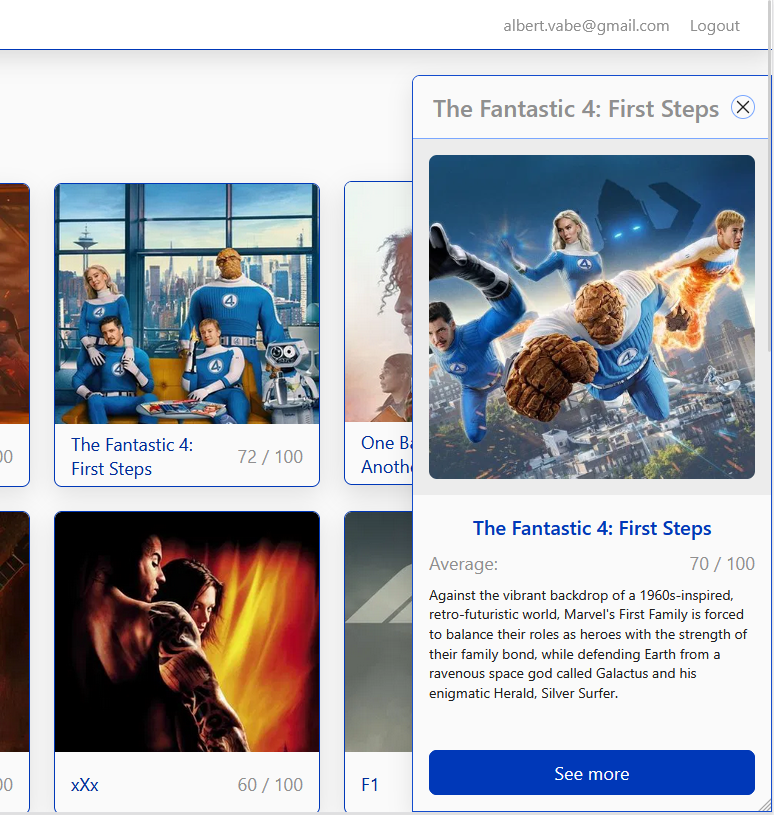 albert.vabe@gmail.com Logout
The Fantastic 4: First Steps
00
The Fantastic 4:
First Steps
72 / 100
One Ba
Anothe
The Fantastic 4: First Steps
Average: 70 / 100
Against the vibrant backdrop of a 1960s-inspired,
retro-futuristic world, Marvel's First Family is forced
to balance their roles as heroes with the strength of
their family bond, while defending Earth from a
ravenous space god called Galactus and his
enigmatic Herald, Silver Surfer.
See more
00
xXx 60 / 100
F1